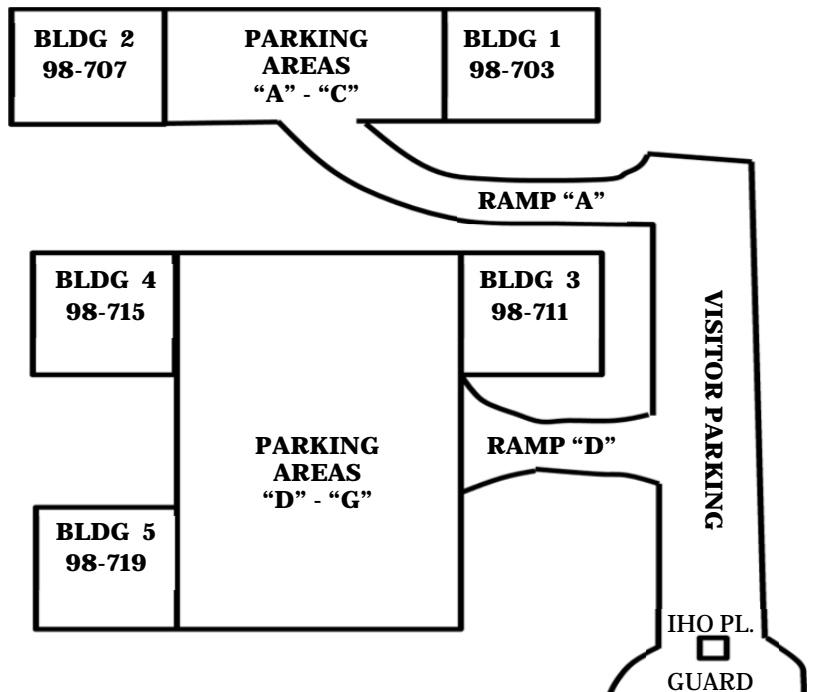 BLDG 2
98-707
PARKING
AREAS
“A” - “C”
BLDG 1
98-703
RAMP “A”
BLDG 4
98-715
BLDG 3
98-711
VISITOR PARKING
PARKING
AREAS
“D” - “G”
RAMP “D”
BLDG 5
98-719
IHO PL.
GUARD